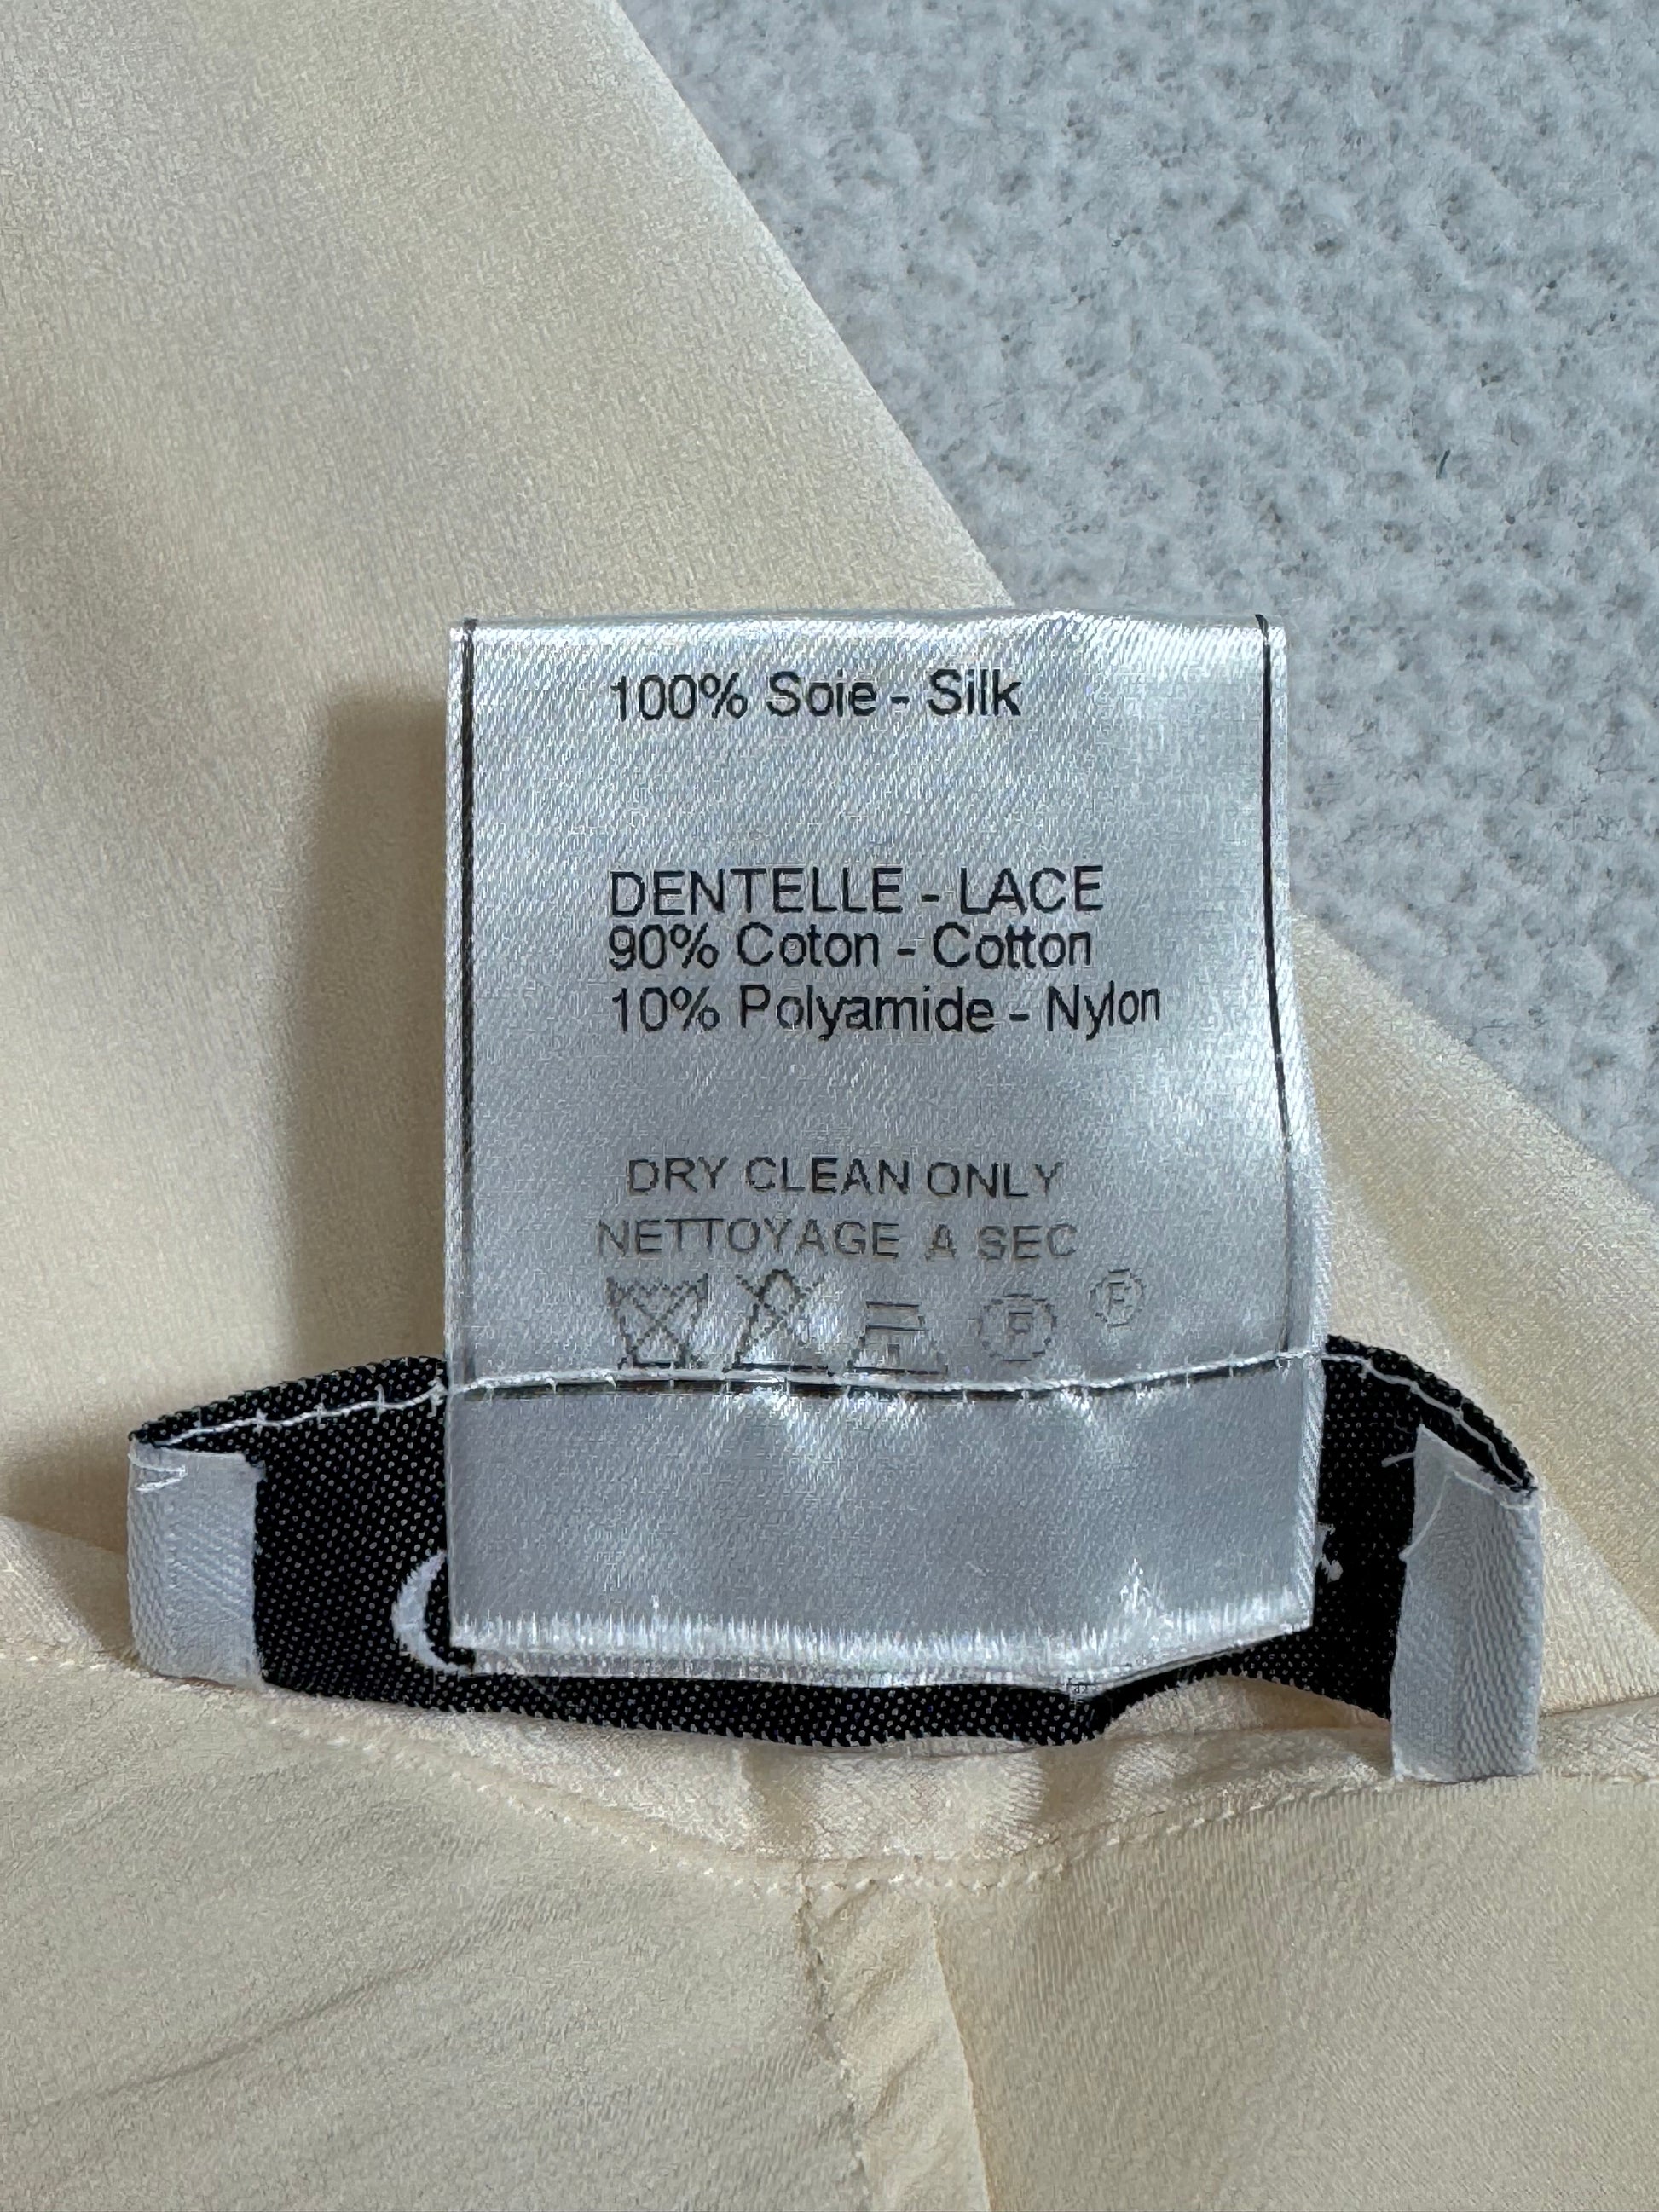 100% Soie - Silk
DENTELLE - LACE
90% Coton - Cotton
10% Polyamide - Nylon
DRY CLEAN ONLY
NETTOYAGE A SEC